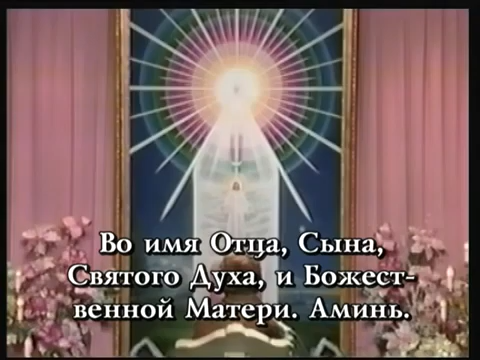 Во имя Отца, Сына,
Святого Духа, и Божест-
венной Матери. Аминь.